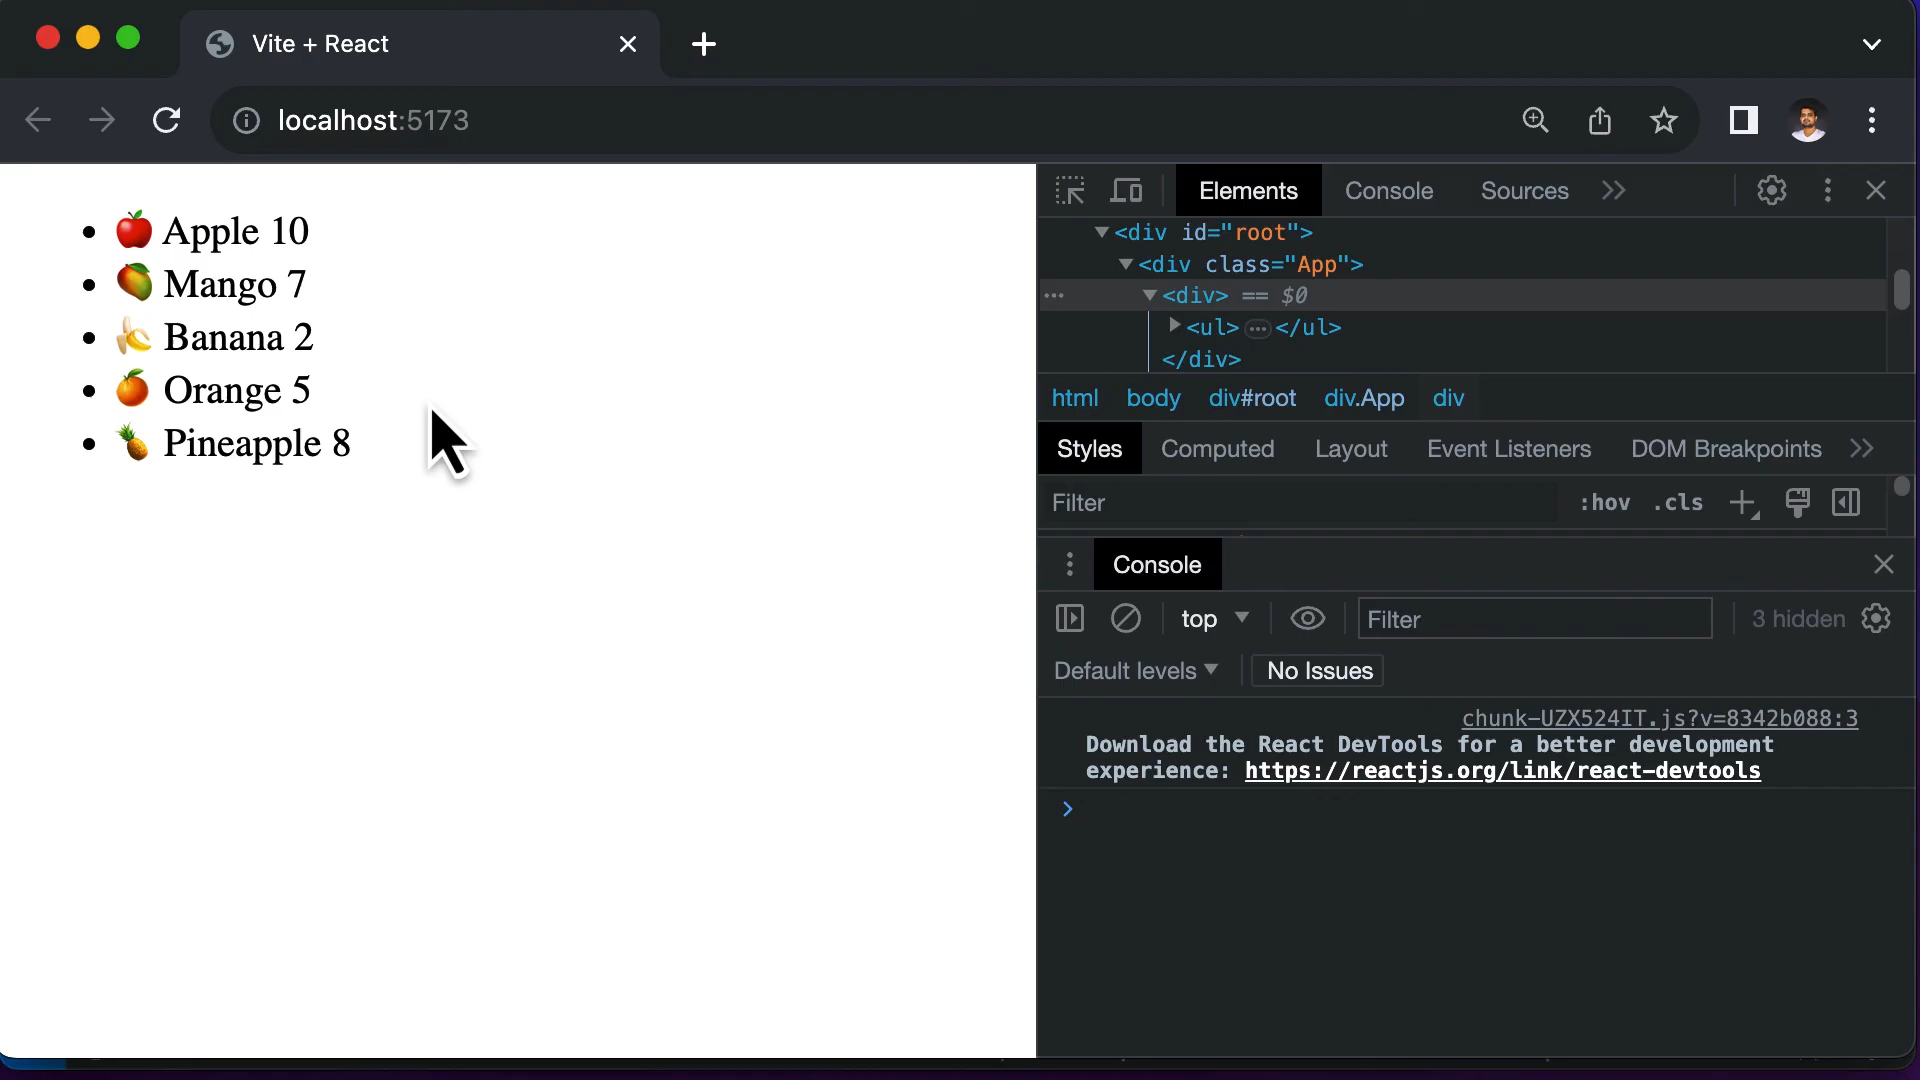 Vite + React
localhost:5173
🍎 Apple 10
🥭 Mango 7
🍌 Banana 2
🍊 Orange 5
🍍 Pineapple 8
Elements Console Sources
<div id="root">
<div class="App">
<div> == $0
<ul> … </ul>
</div>
html body div#root div.App div
Styles Computed Layout Event Listeners DOM Breakpoints
Filter :hov .cls
Console
top Filter 3 hidden
Default levels No Issues
chunk-UZX524IT.js?v=8342b088:3
Download the React DevTools for a better development
experience: https://reactjs.org/link/react-devtools